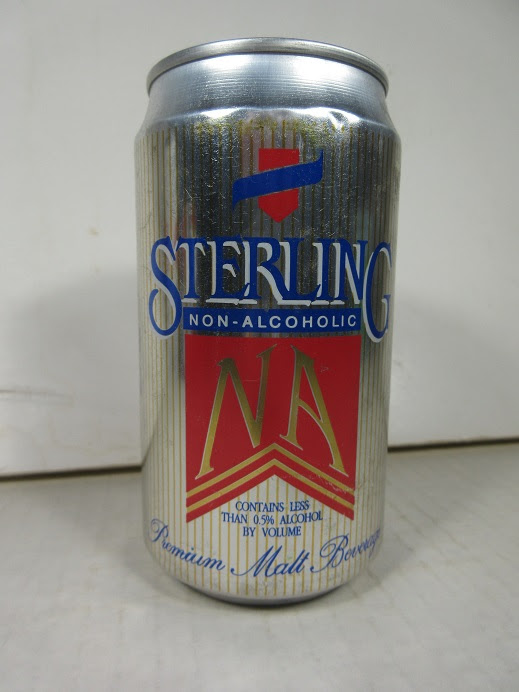 STERLING
NON-ALCOHOLIC
NA
CONTAINS LESS
THAN 0.5% ALCOHOL
BY VOLUME
Premium Malt Beverage